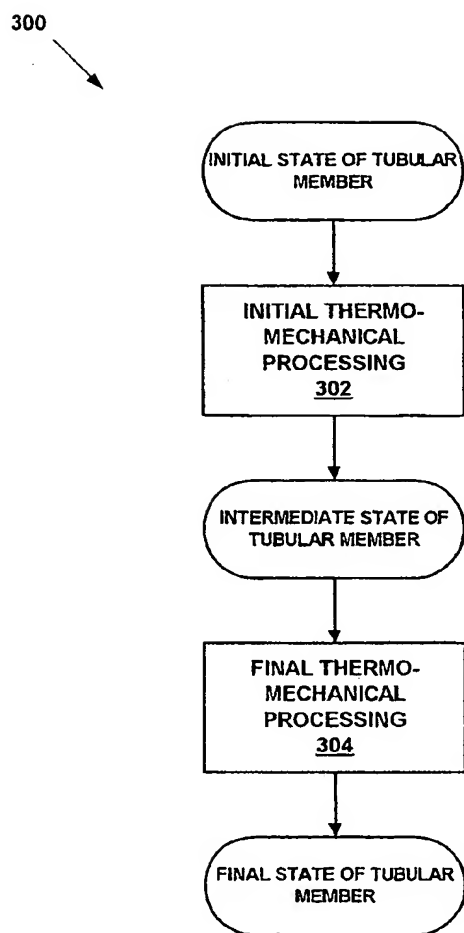 300
INITIAL STATE OF TUBULAR
MEMBER
INITIAL THERMO-
MECHANICAL
PROCESSING
302
INTERMEDIATE STATE OF
TUBULAR MEMBER
FINAL THERMO-
MECHANICAL
PROCESSING
304
FINAL STATE OF TUBULAR
MEMBER